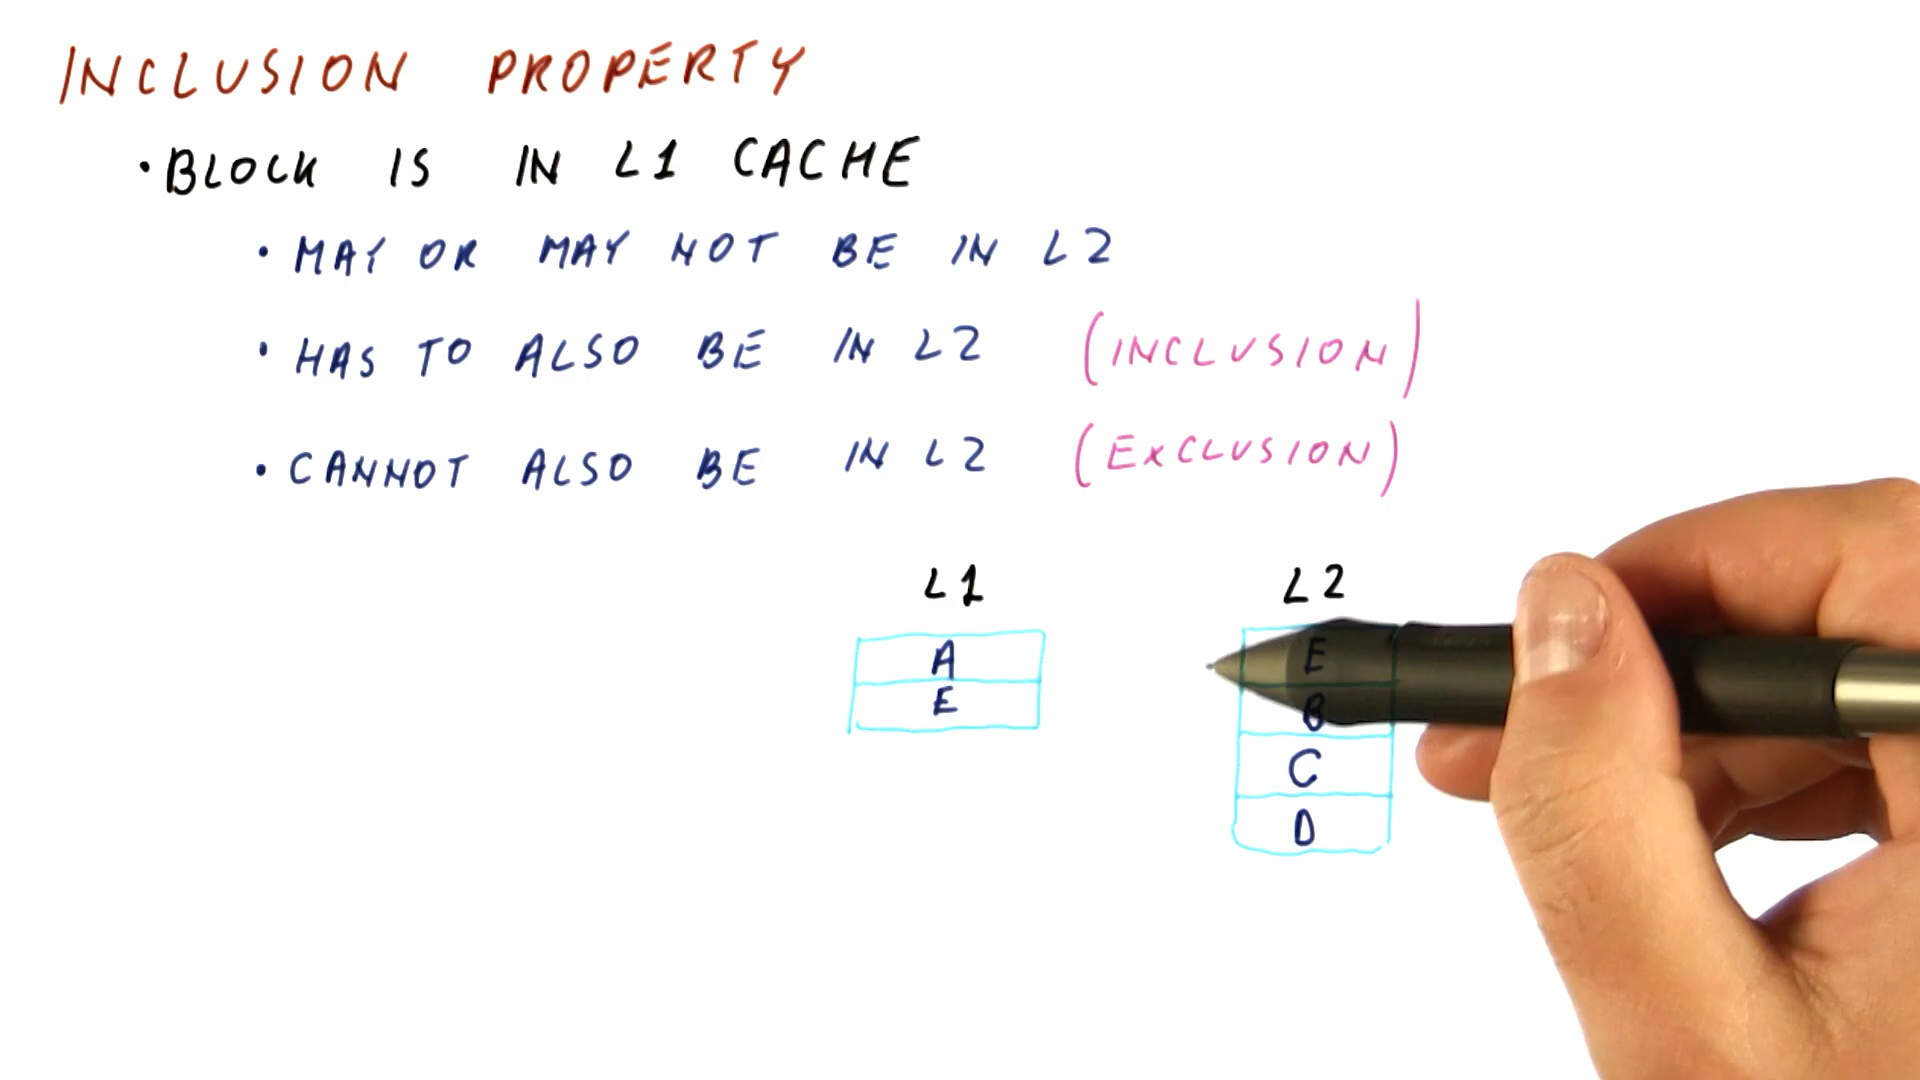 INCLUSION PROPERTY
• BLOCK IS IN L1 CACHE
• MAY OR MAY NOT BE IN L2
• HAS TO ALSO BE IN L2 (INCLUSION)
• CANNOT ALSO BE IN L2 (EXCLUSION)
L1
A
E
L2
E
B
C
D